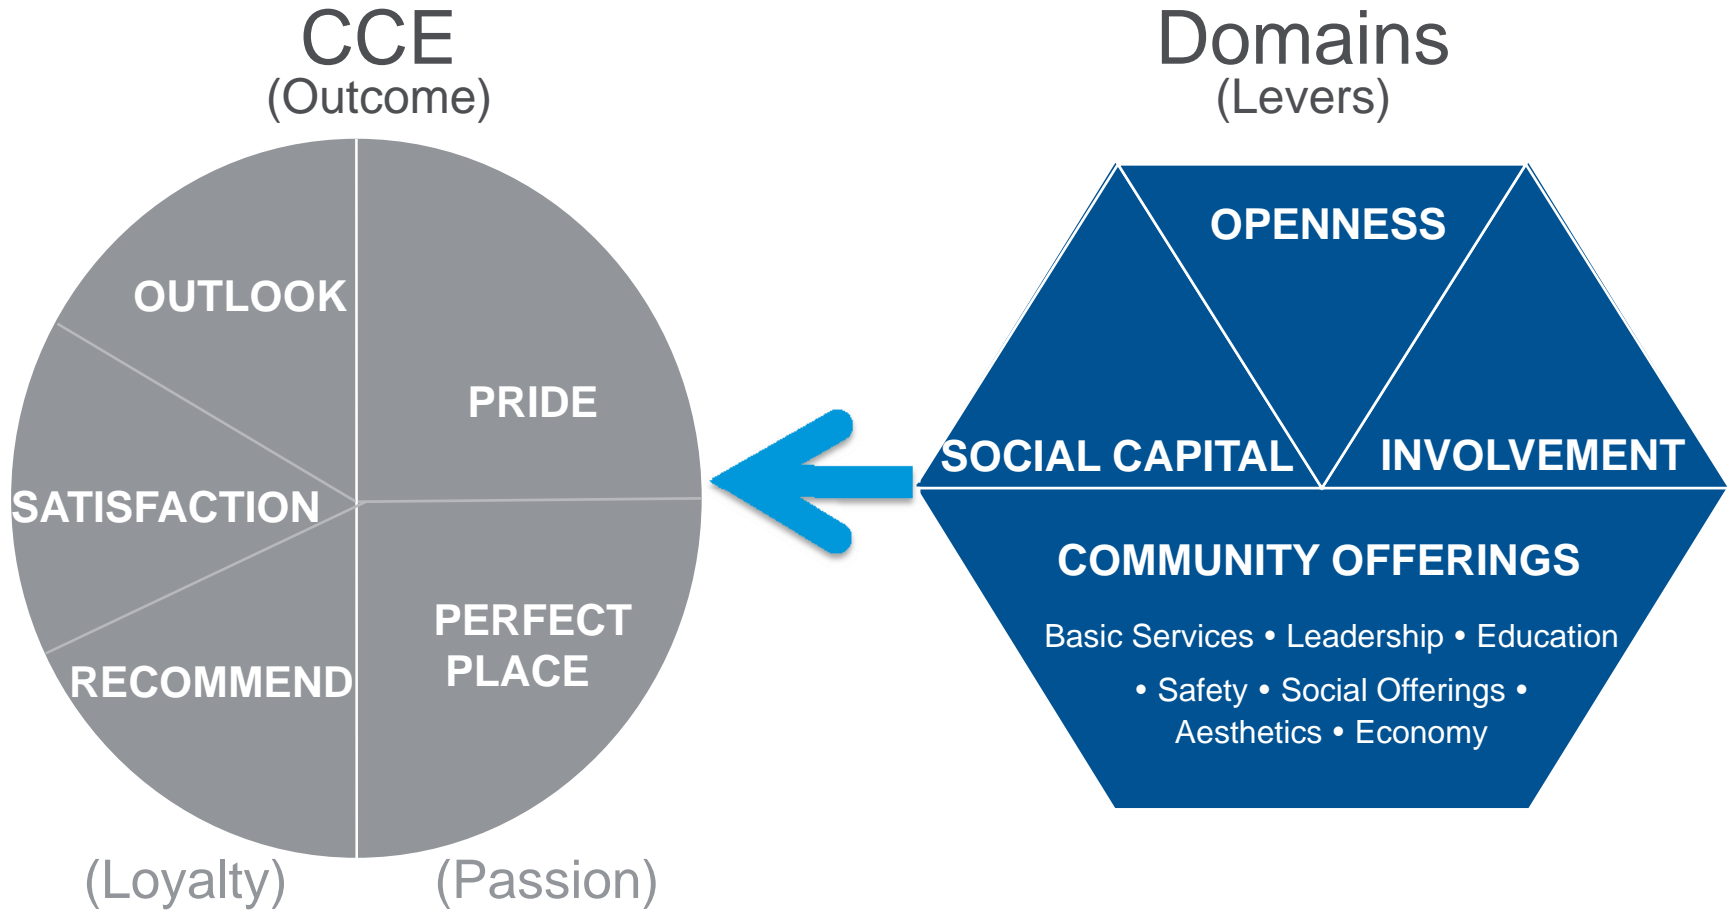 CCE
(Outcome)
OUTLOOK
PRIDE
SATISFACTION
PERFECT
PLACE
RECOMMEND
(Loyalty)
(Passion)
Domains
(Levers)
OPENNESS
SOCIAL CAPITAL
INVOLVEMENT
COMMUNITY OFFERINGS
Basic Services • Leadership • Education
• Safety • Social Offerings •
Aesthetics • Economy